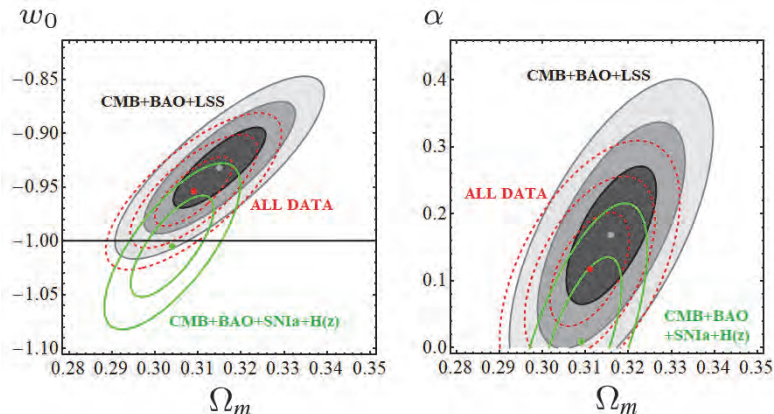 w₀
−0.85
−0.90
−0.95
−1.00
−1.05
−1.10
CMB+BAO+LSS
ALL DATA
CMB+BAO+SNIa+H(z)
0.28 0.29 0.30 0.31 0.32 0.33 0.34 0.35
Ωₘ
α
0.4
0.3
0.2
0.1
0.0
CMB+BAO+LSS
ALL DATA
CMB+BAO
+SNIa+H(z)
0.28 0.29 0.30 0.31 0.32 0.33 0.34 0.35
Ωₘ